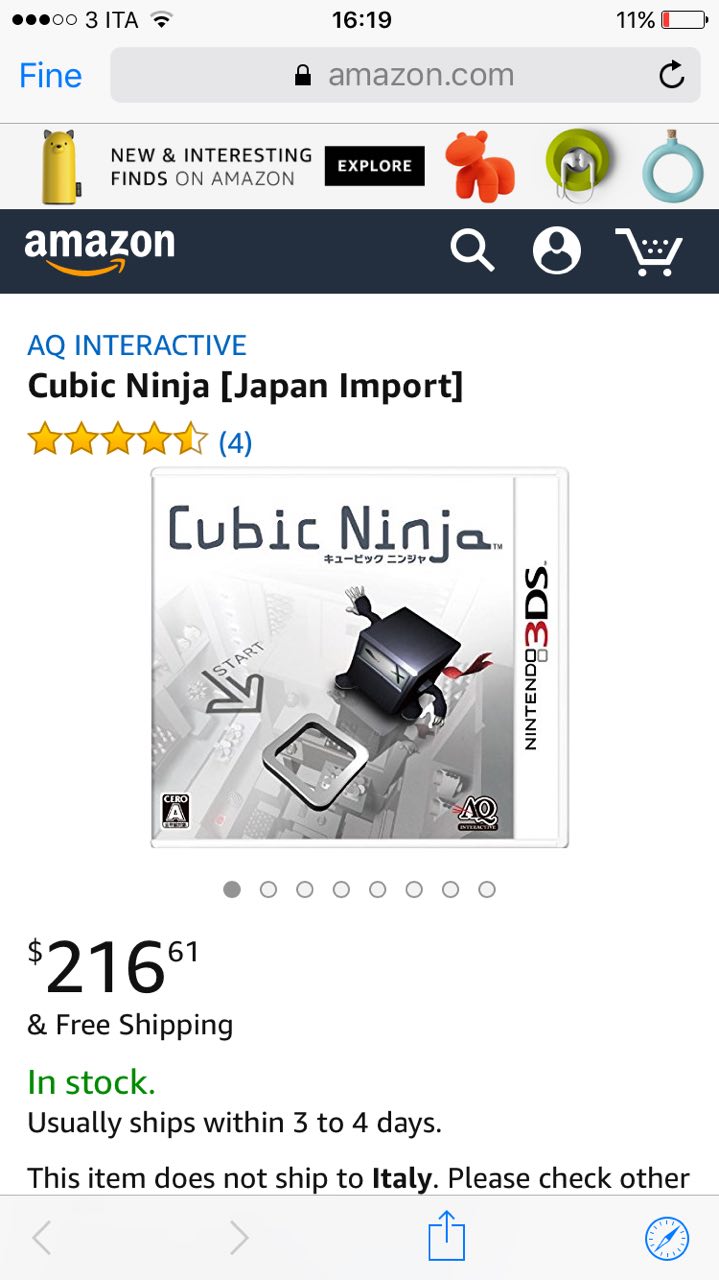 3 ITA 16:19 11%
Fine amazon.com
NEW & INTERESTING
FINDS ON AMAZON
EXPLORE
amazon
AQ INTERACTIVE
Cubic Ninja [Japan Import]
(4)
Cubic Ninja™
キュービック ニンジャ
START
NINTENDO3DS™
CERO
A
AQ
INTERACTIVE
$216 61
& Free Shipping
In stock.
Usually ships within 3 to 4 days.
This item does not ship to Italy. Please check other